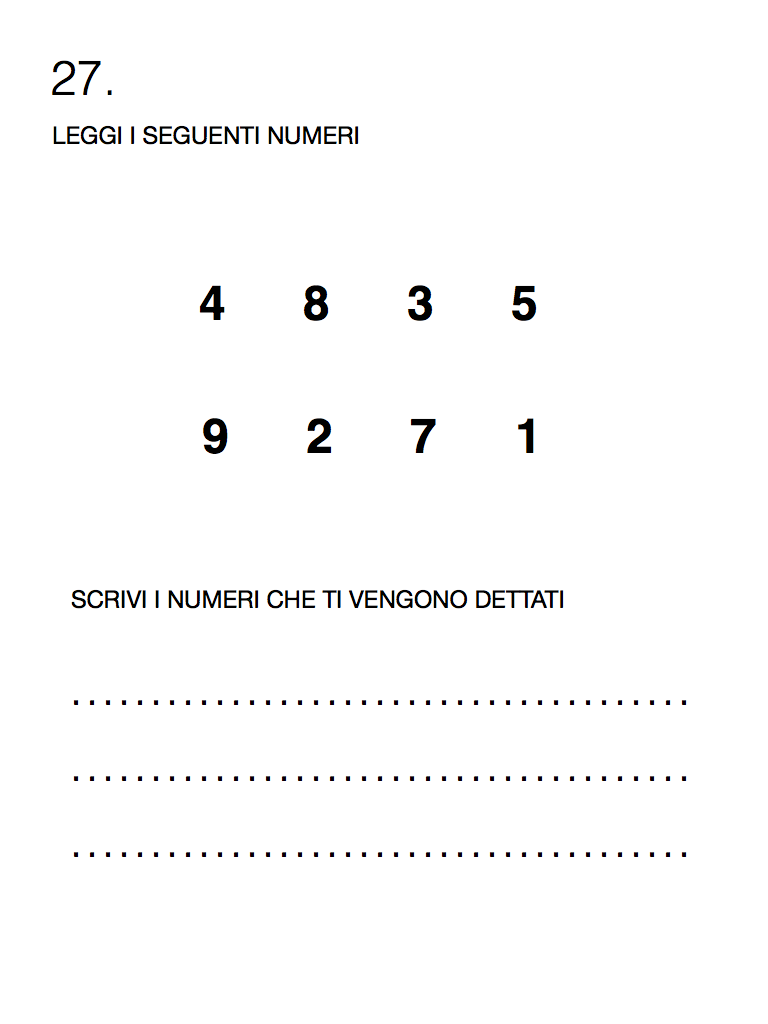 27.
LEGGI I SEGUENTI NUMERI
4 8 3 5
9 2 7 1
SCRIVI I NUMERI CHE TI VENGONO DETTATI
. . . . . . . . . . . . . . . . . . . . . . . . . . . . . . . . . . . . . . .
. . . . . . . . . . . . . . . . . . . . . . . . . . . . . . . . . . . . . . .
. . . . . . . . . . . . . . . . . . . . . . . . . . . . . . . . . . . . . . .